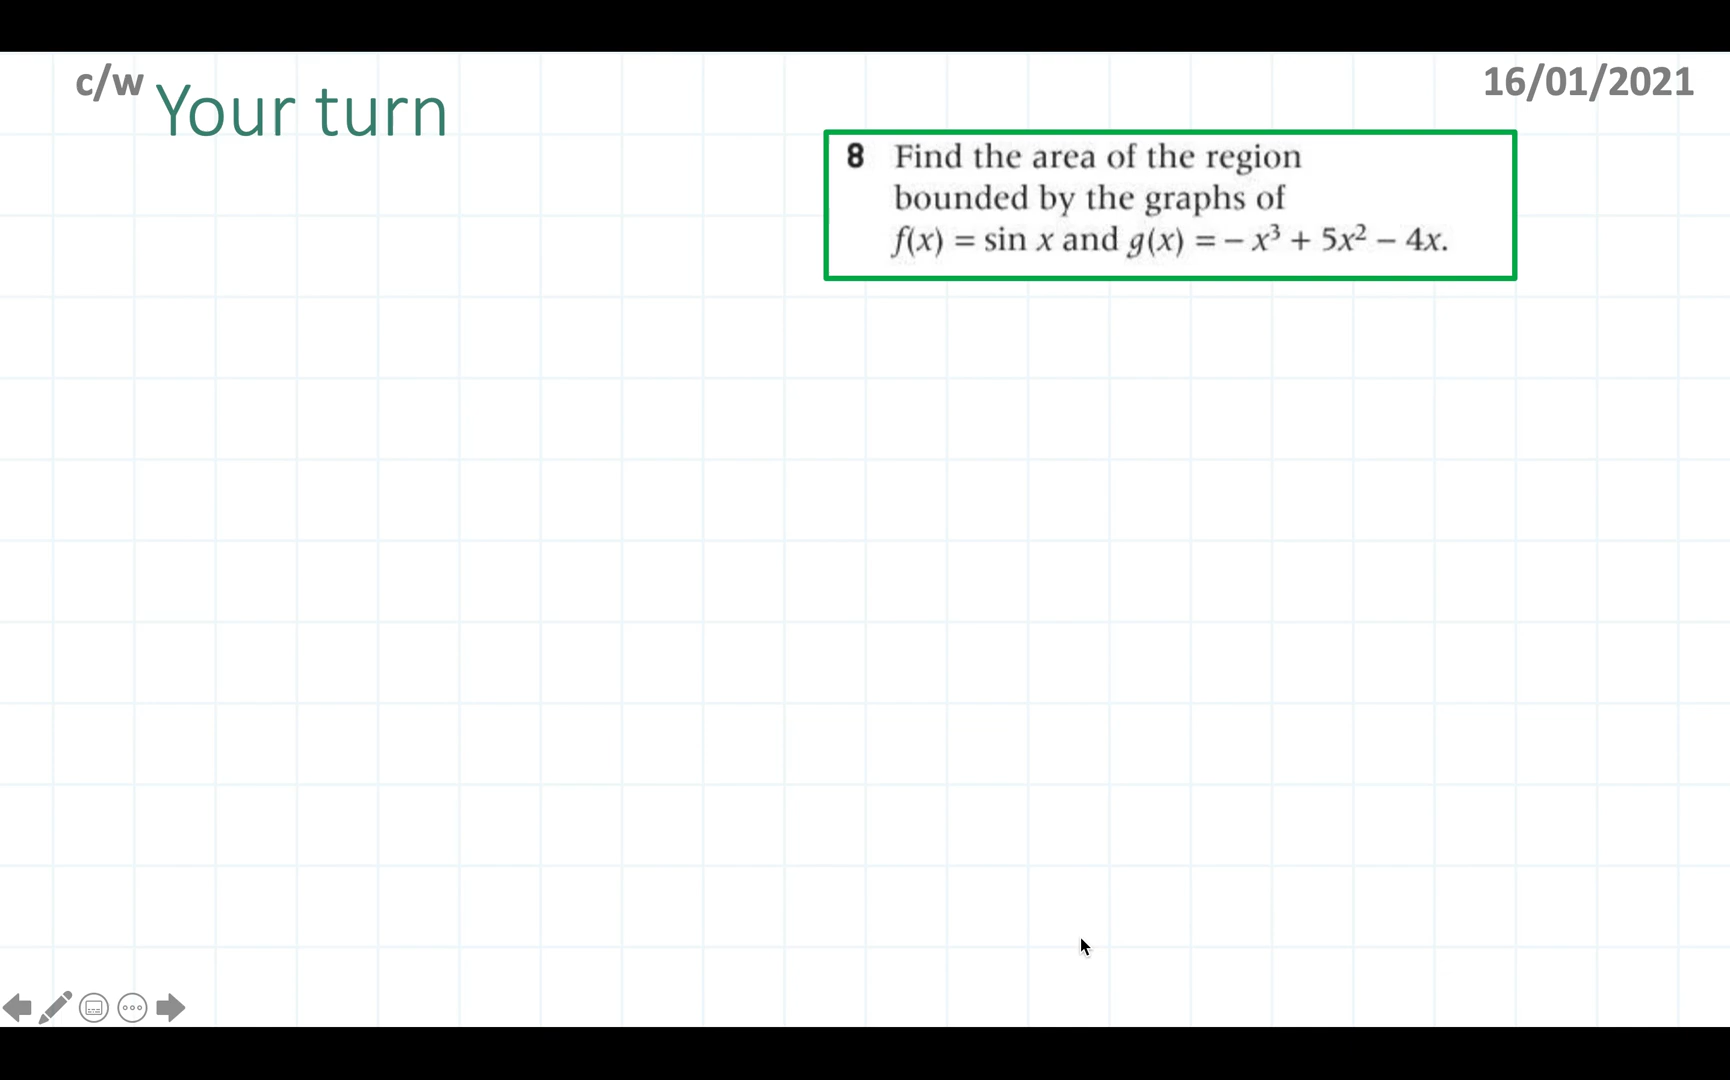 c/w Your turn
16/01/2021
8 Find the area of the region
bounded by the graphs of
f(x) = sin x and g(x) = – x³ + 5x² – 4x.